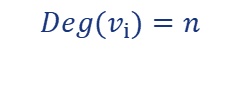 Deg(vᵢ) = n